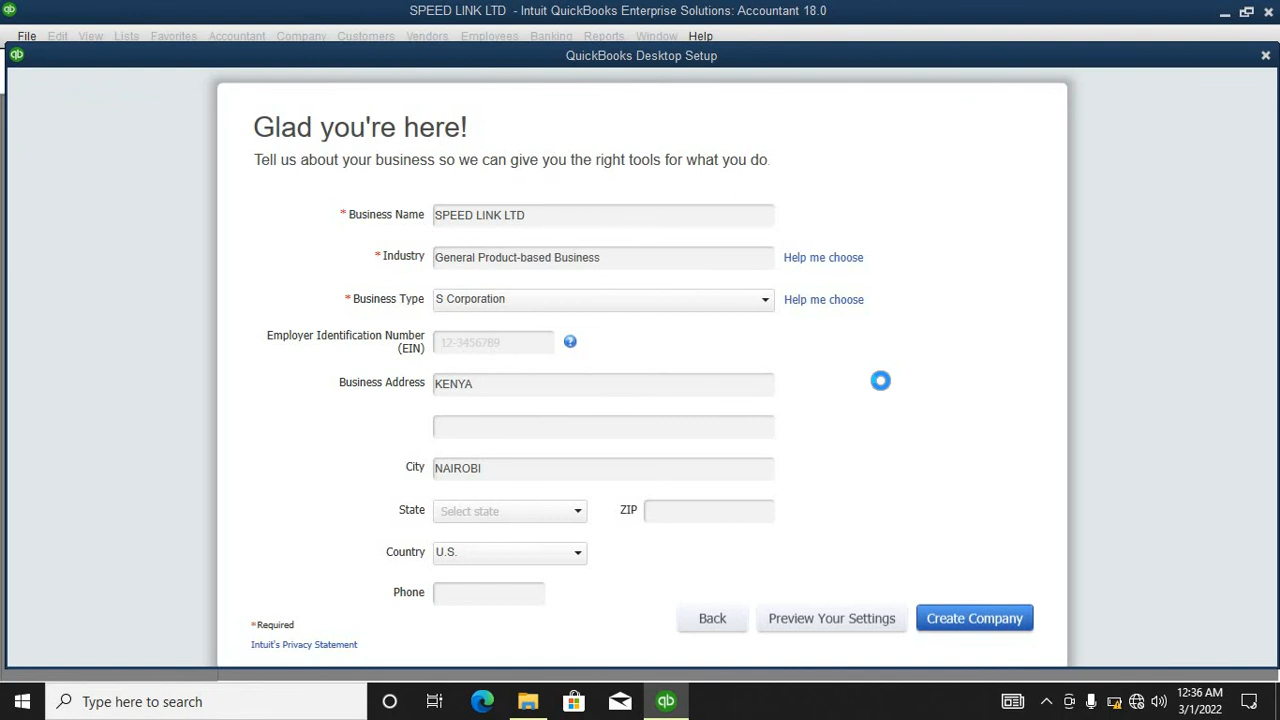 SPEED LINK LTD - Intuit QuickBooks Enterprise Solutions: Accountant 18.0
File Edit View Lists Favorites Accountant Company Customers Vendors Employees Banking Reports Window Help
QuickBooks Desktop Setup
Glad you're here!
Tell us about your business so we can give you the right tools for what you do.
* Business Name SPEED LINK LTD
* Industry General Product-based Business Help me choose
* Business Type S Corporation Help me choose
Employer Identification Number
(EIN) 12-3456789 ?
Business Address KENYA
City NAIROBI
State Select state ZIP
Country U.S.
Phone
*Required
Back Preview Your Settings Create Company
Intuit's Privacy Statement
Type here to search
12:36 AM
3/1/2022